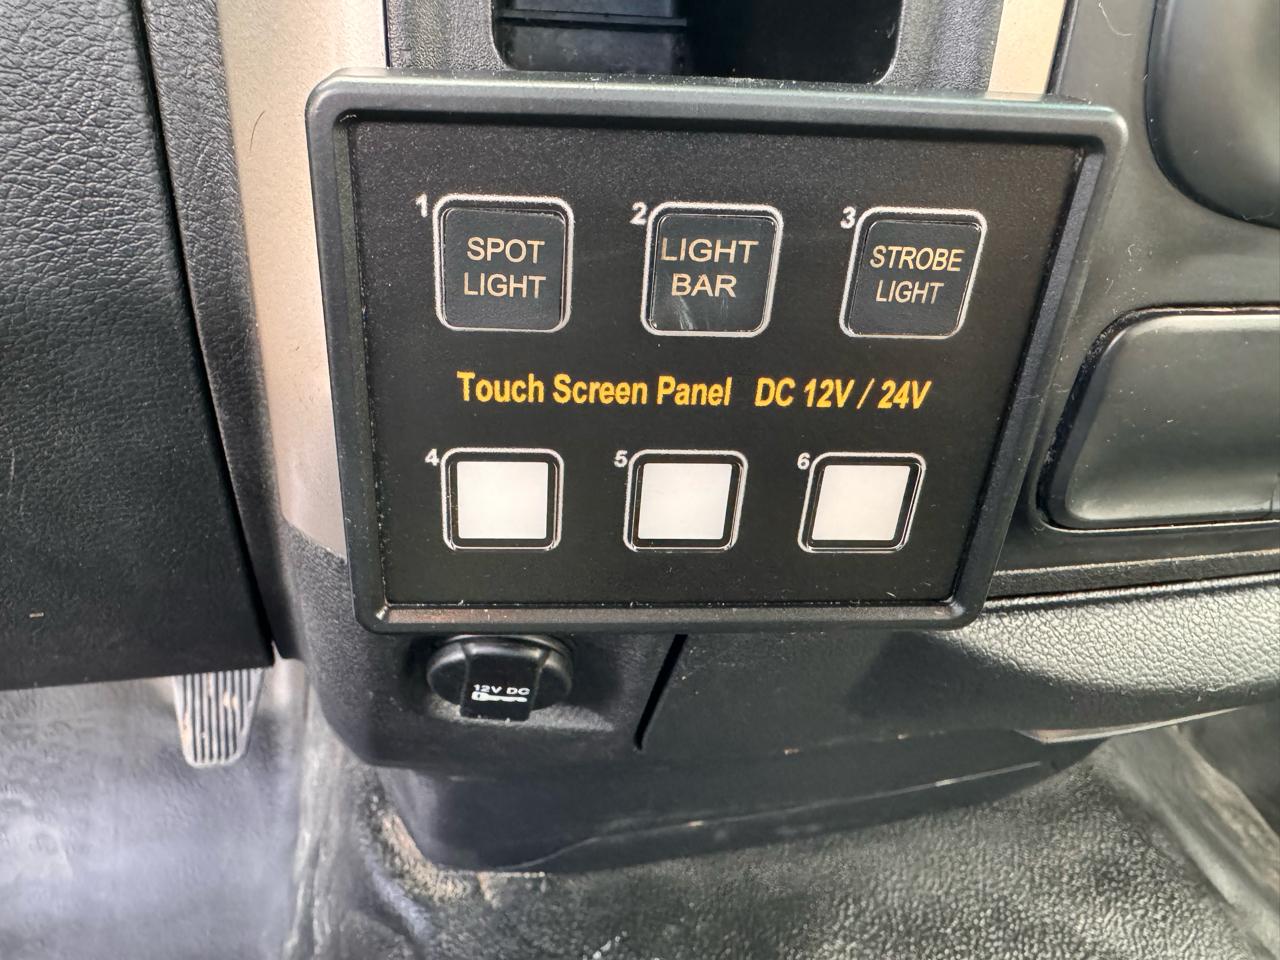 1 2 3
SPOT
LIGHT
LIGHT
BAR
STROBE
LIGHT
Touch Screen Panel DC 12V / 24V
4 5 6
12V DC